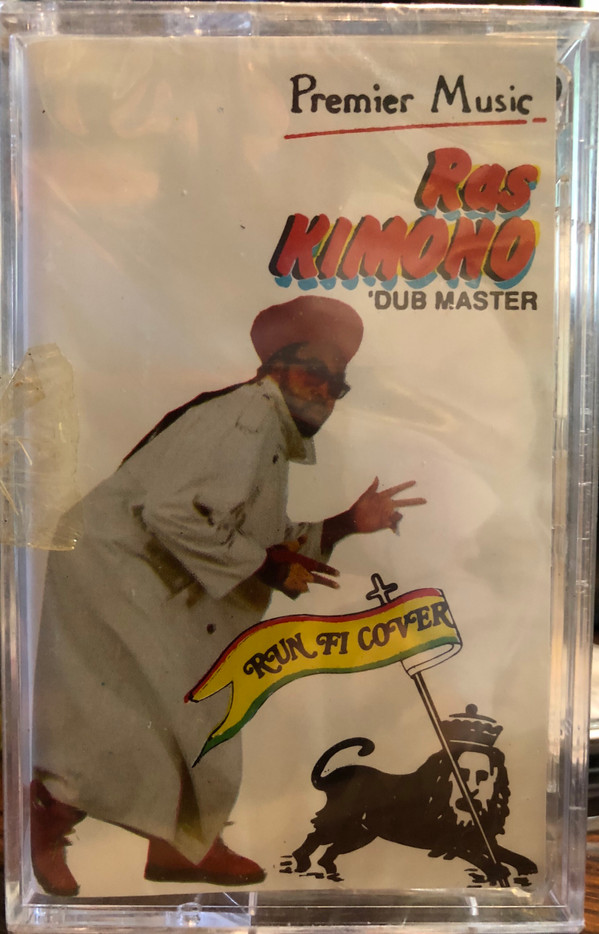 Premier Music
Ras
KIMONO
'DUB MASTER
RUN FI COVER